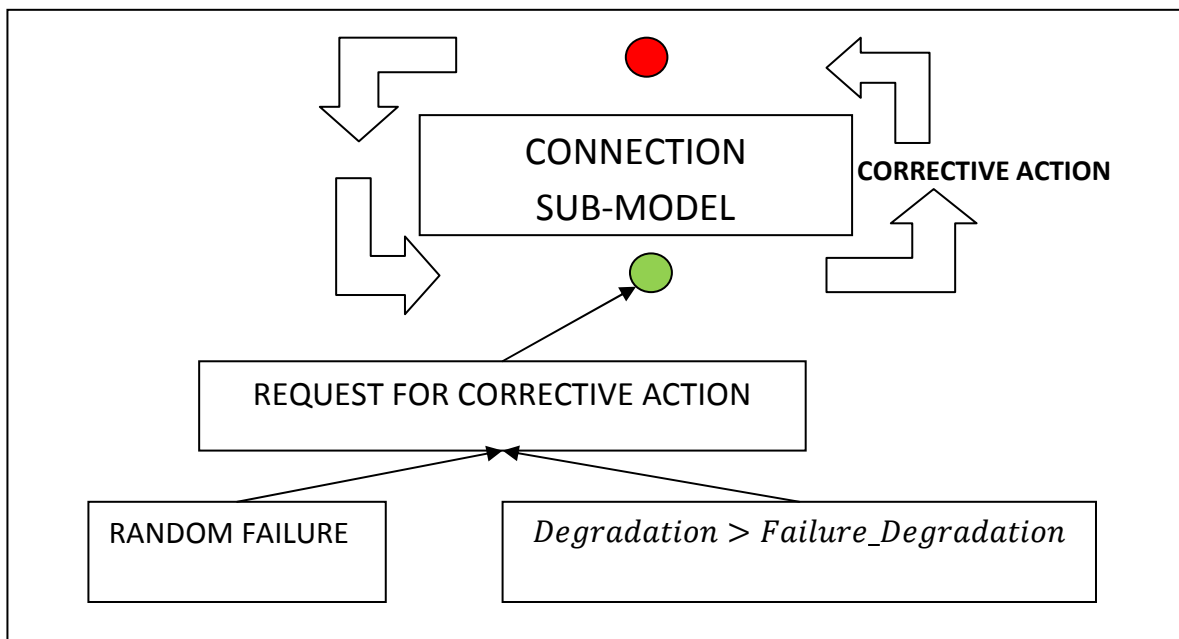 CONNECTION
SUB-MODEL
CORRECTIVE ACTION
REQUEST FOR CORRECTIVE ACTION
RANDOM FAILURE
Degradation > Failure_Degradation